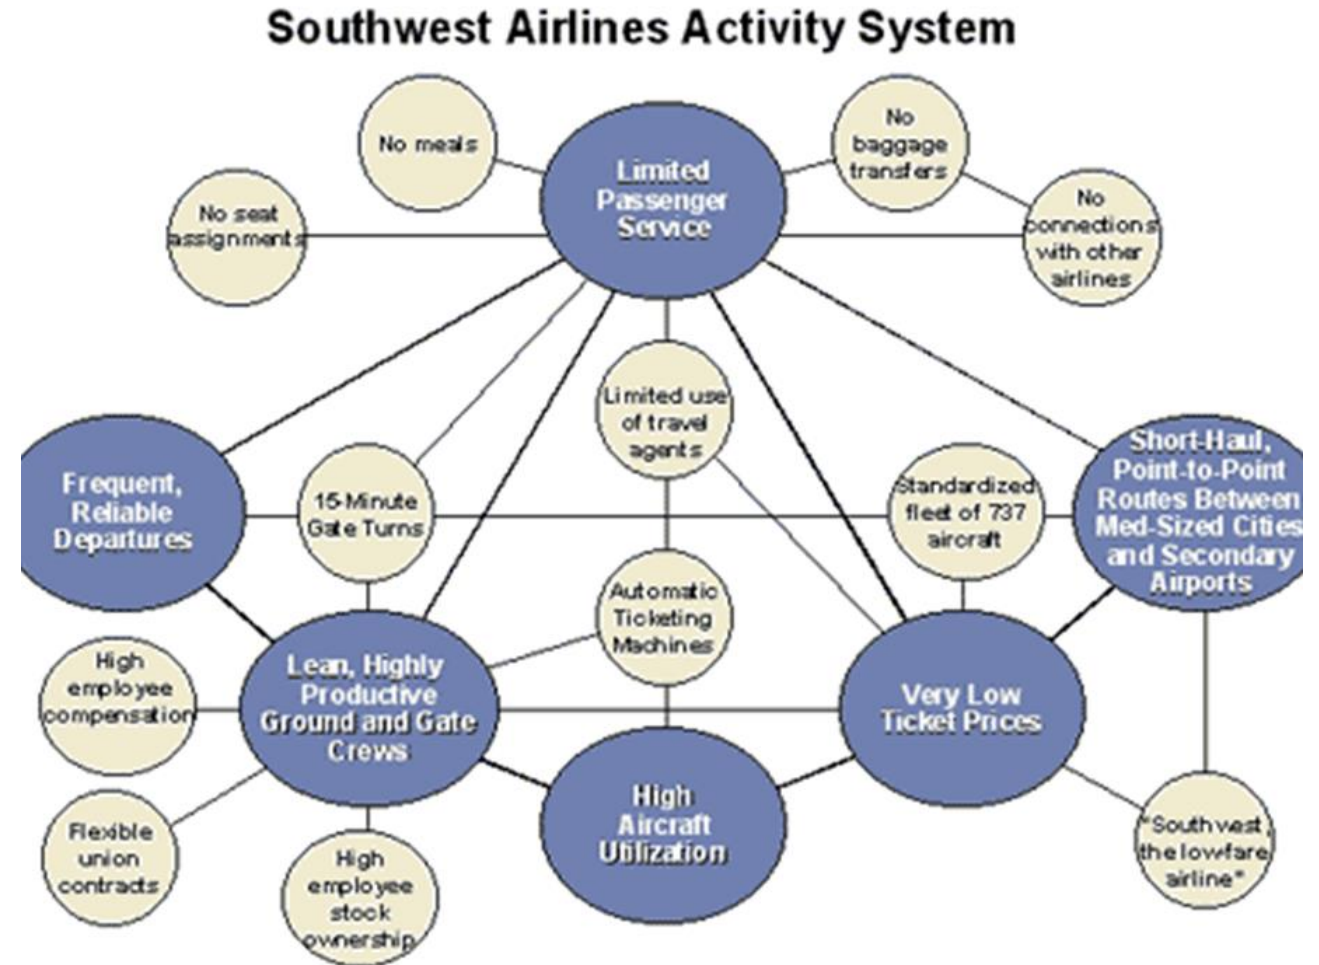 Southwest Airlines Activity System
No meals
Limited
Passenger
Service
No
baggage
transfers
No seat
assignments
No
connections
with other
airlines
Limited use
of travel
agents
Frequent,
Reliable
Departures
15-Minute
Gate Turns
Standardized
fleet of 737
aircraft
Short-Haul,
Point-to-Point
Routes Between
Med-Sized Cities
and Secondary
Airports
Automatic
Ticketing
Machines
High
employee
compensation
Lean, Highly
Productive
Ground and Gate
Crews
Very Low
Ticket Prices
High
Aircraft
Utilization
Flexible
union
contracts
High
employee
stock
ownership
"Southwest,
the low-fare
airline"